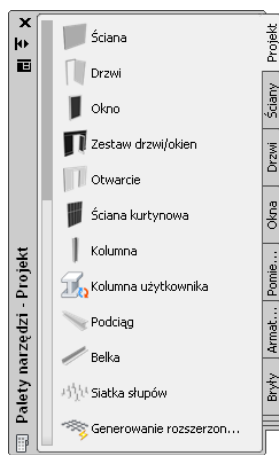 Ściana
Drzwi
Okno
Zestaw drzwi/okien
Otwarcie
Ściana kurtynowa
Kolumna
Kolumna użytkownika
Podciąg
Belka
Siatka słupów
Generowanie rozszerzon...
Palety narzędzi - Projekt
Projekt
Ściany
Drzwi
Okna
Pomie...
Armat...
Bryły